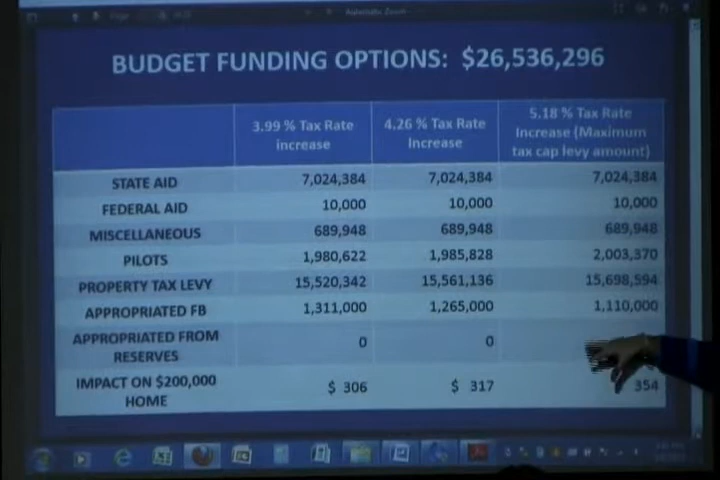 Automatic Zoom
BUDGET FUNDING OPTIONS: $26,536,296
3.99 % Tax Rate increase
4.26 % Tax Rate Increase
5.18 % Tax Rate Increase (Maximum tax cap levy amount)
STATE AID 7,024,384 7,024,384 7,024,384
FEDERAL AID 10,000 10,000 10,000
MISCELLANEOUS 689,948 689,948 689,948
PILOTS 1,980,622 1,985,828 2,003,370
PROPERTY TAX LEVY 15,520,342 15,561,136 15,698,594
APPROPRIATED FB 1,311,000 1,265,000 1,110,000
APPROPRIATED FROM RESERVES 0 0
IMPACT ON $200,000 HOME $ 306 $ 317 354